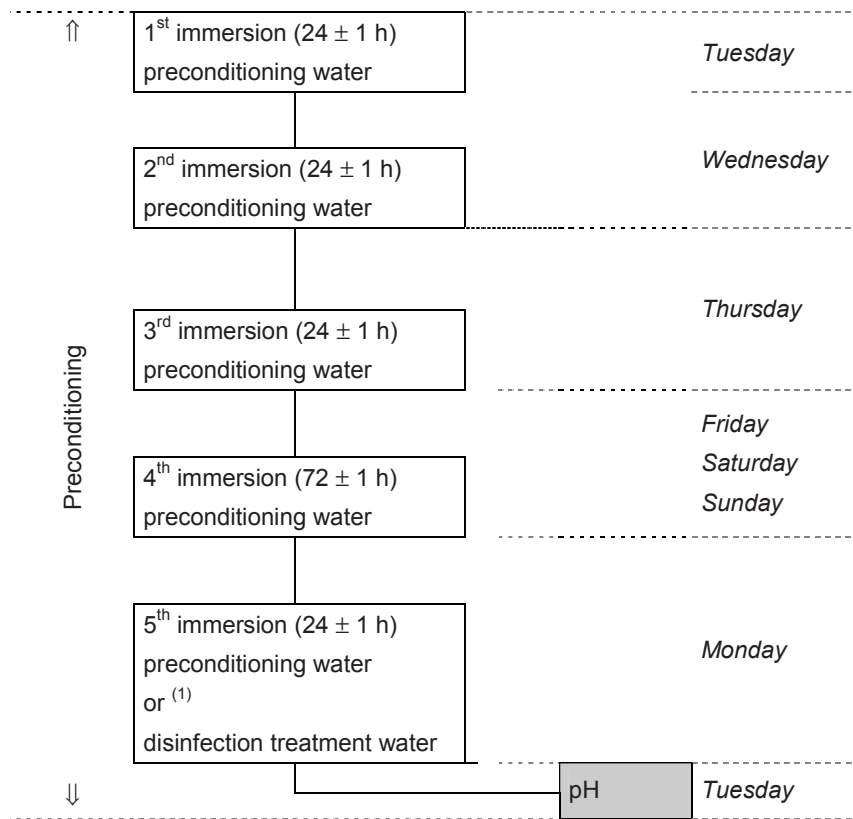 ⇑
1st immersion (24 ± 1 h)
preconditioning water
Tuesday
2nd immersion (24 ± 1 h)
preconditioning water
Wednesday
3rd immersion (24 ± 1 h)
preconditioning water
Thursday
Preconditioning
4th immersion (72 ± 1 h)
preconditioning water
Friday
Saturday
Sunday
5th immersion (24 ± 1 h)
preconditioning water
or (1)
disinfection treatment water
Monday
⇓
pH
Tuesday